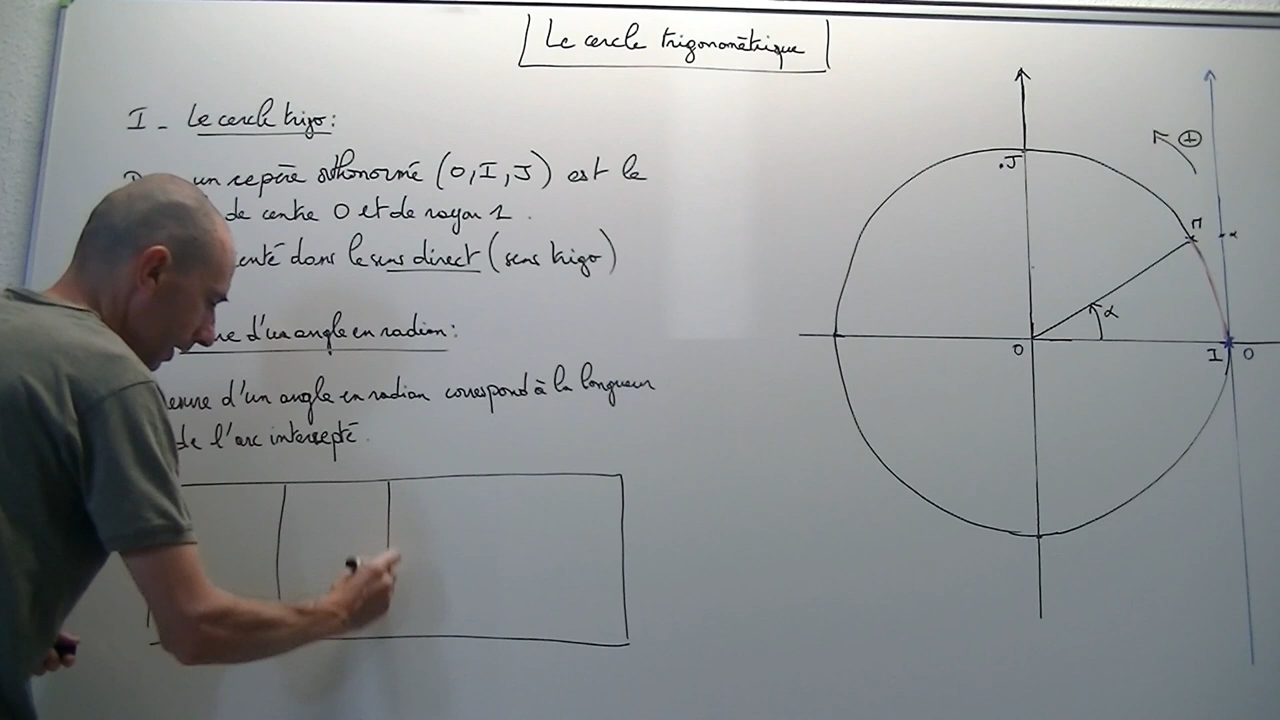 Le cercle trigonométrique
I - Le cercle trigo:
un repère orthonormé (O,I,J) est le
de centre O et de rayon 1.
enté dans le sens direct (sens trigo)
re d'un angle en radian:
esure d'un angle en radian correspond à la longueur
de l'arc intercepté.
J
+
M
α
α
O
I
O